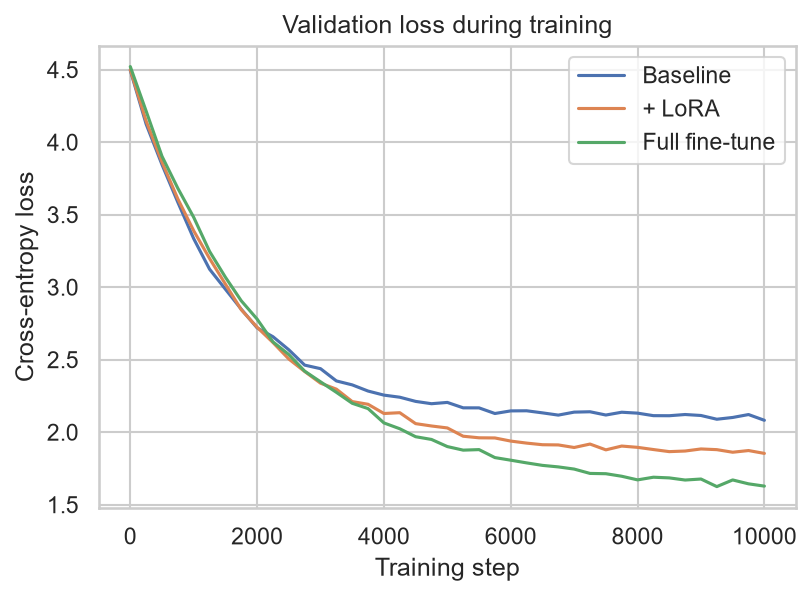 Validation loss during training
Cross-entropy loss
4.5
4.0
3.5
3.0
2.5
2.0
1.5
Baseline
+ LoRA
Full fine-tune
0 2000 4000 6000 8000 10000
Training step